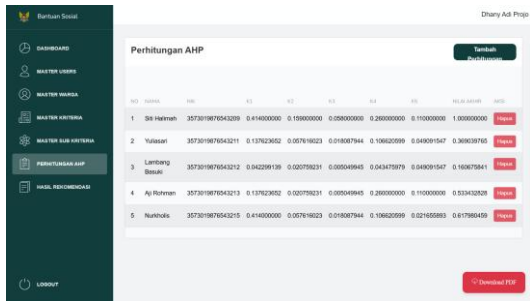 Bantuan Sosial
Dhany Adi Projo
DASHBOARD
MASTER USERS
MASTER WARGA
MASTER KRITERIA
MASTER SUB KRITERIA
PERHITUNGAN AHP
HASIL REKOMENDASI
LOGOUT
Perhitungan AHP
Tambah
Perhitungan
NO NAMA NIK K1 K2 K3 K4 K5 NILAI AKHIR AKSI
1 Siti Halimah 3573019876543209 0.414000000 0.159000000 0.058000000 0.260000000 0.110000000 1.000000000 Hapus
2 Yuliasari 3573019876543211 0.137623652 0.057616023 0.018087944 0.106620599 0.049091547 0.369039765 Hapus
3 Lambang Basuki 3573019876543212 0.042299139 0.020759231 0.005049945 0.043475979 0.049091547 0.160675841 Hapus
4 Aji Rohman 3573019876543213 0.137623652 0.020759231 0.005049945 0.260000000 0.110000000 0.533432828 Hapus
5 Nurkholis 3573019876543215 0.414000000 0.057616023 0.018087944 0.106620599 0.021655893 0.617980459 Hapus
Download PDF